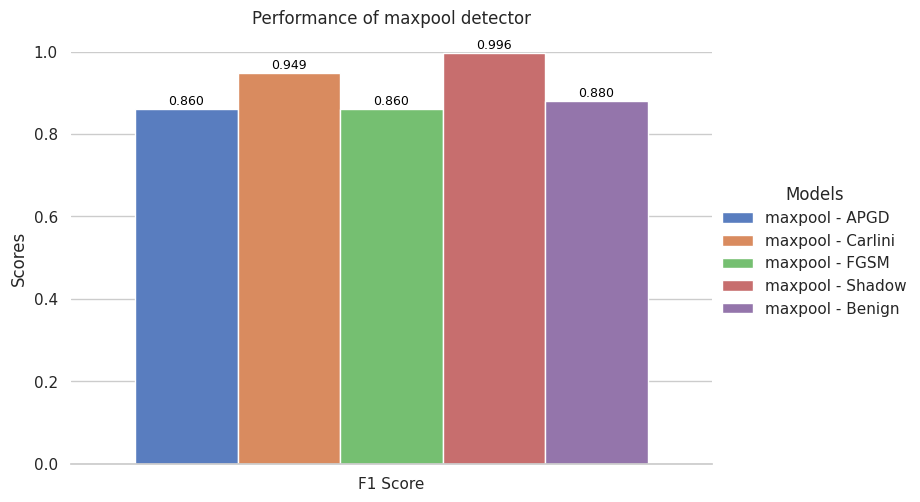 Performance of maxpool detector
1.0
0.8
0.6
0.4
0.2
0.0
Scores
0.860
0.949
0.860
0.996
0.880
F1 Score
Models
maxpool - APGD
maxpool - Carlini
maxpool - FGSM
maxpool - Shadow
maxpool - Benign